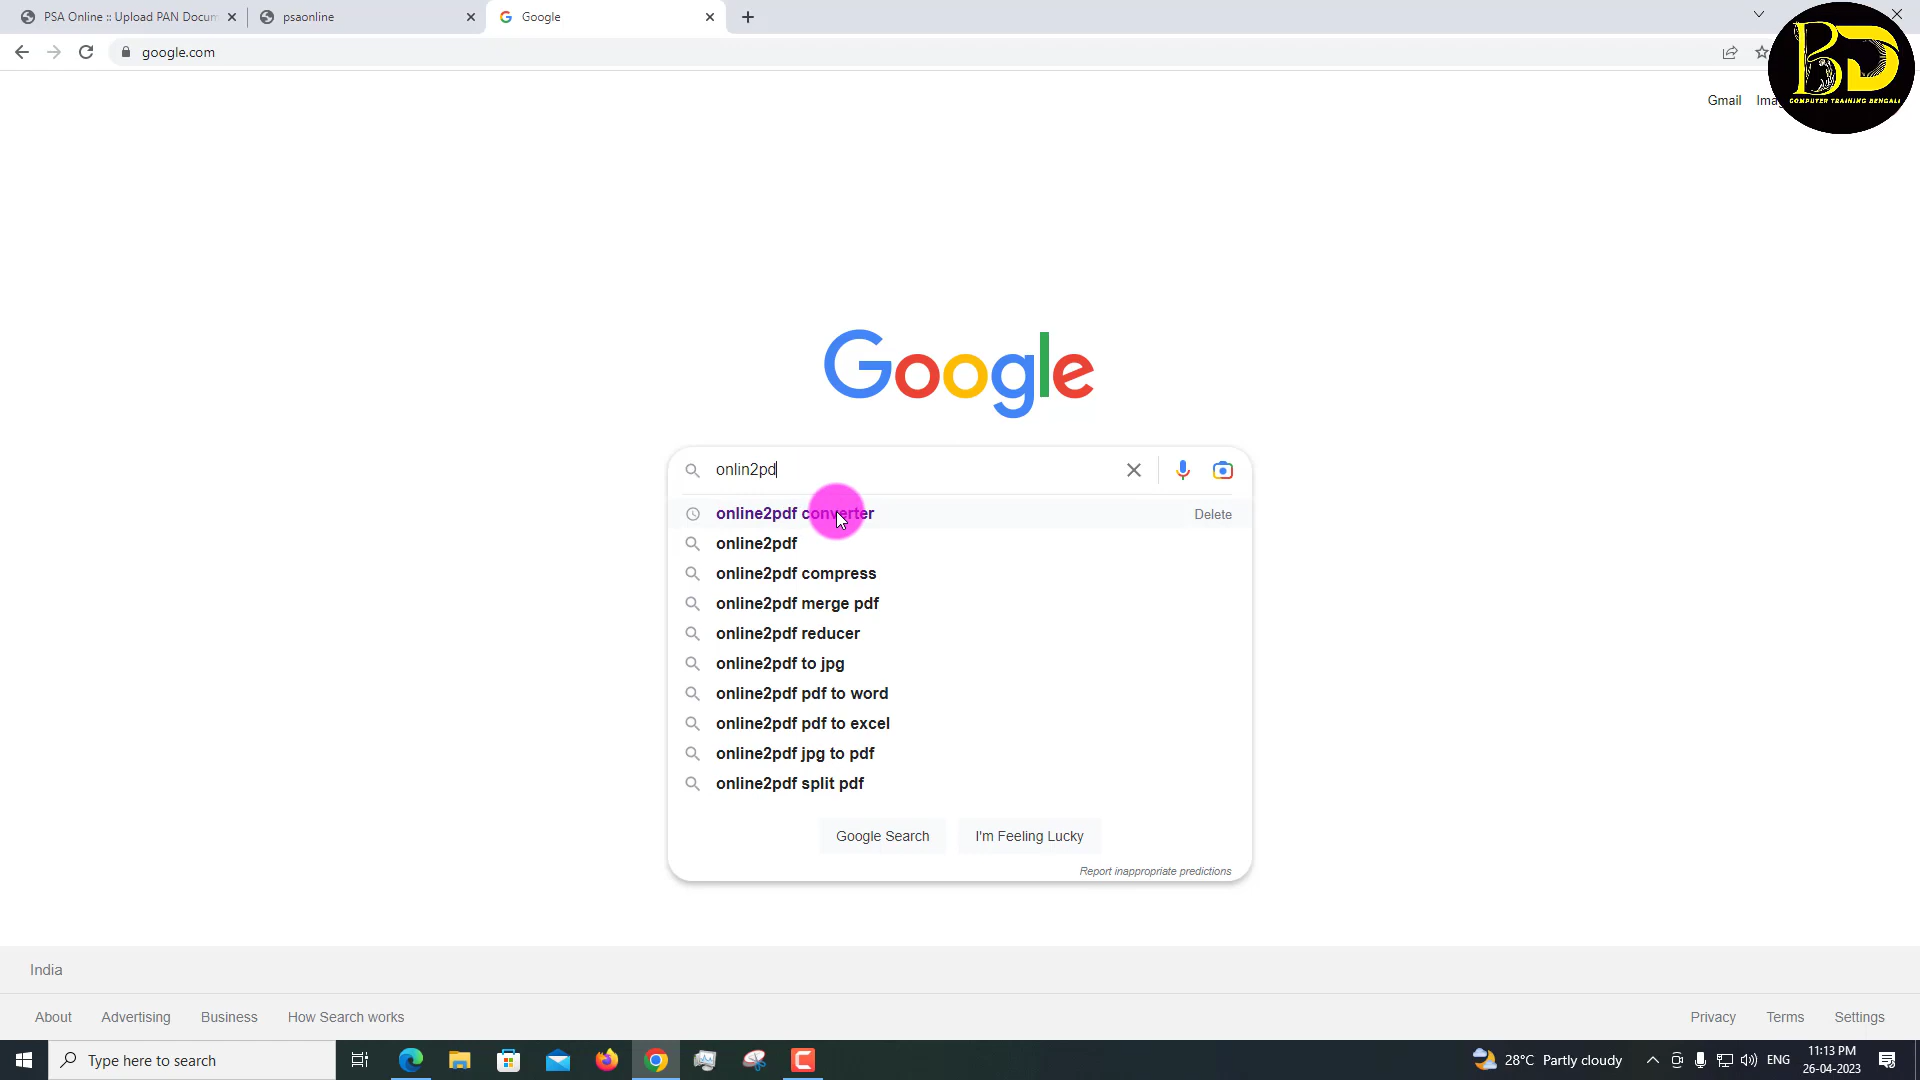 PSA Online :: Upload PAN Docum
psaonline
Google
google.com
BD
COMPUTER TRAINING BENGALI
Gmail
Google
onlin2pd
online2pdf converter
Delete
online2pdf
online2pdf compress
online2pdf merge pdf
online2pdf reducer
online2pdf to jpg
online2pdf pdf to word
online2pdf pdf to excel
online2pdf jpg to pdf
online2pdf split pdf
Google Search
I'm Feeling Lucky
Report inappropriate predictions
India
About
Advertising
Business
How Search works
Privacy
Terms
Settings
Type here to search
28°C Partly cloudy
ENG
11:13 PM
26-04-2023